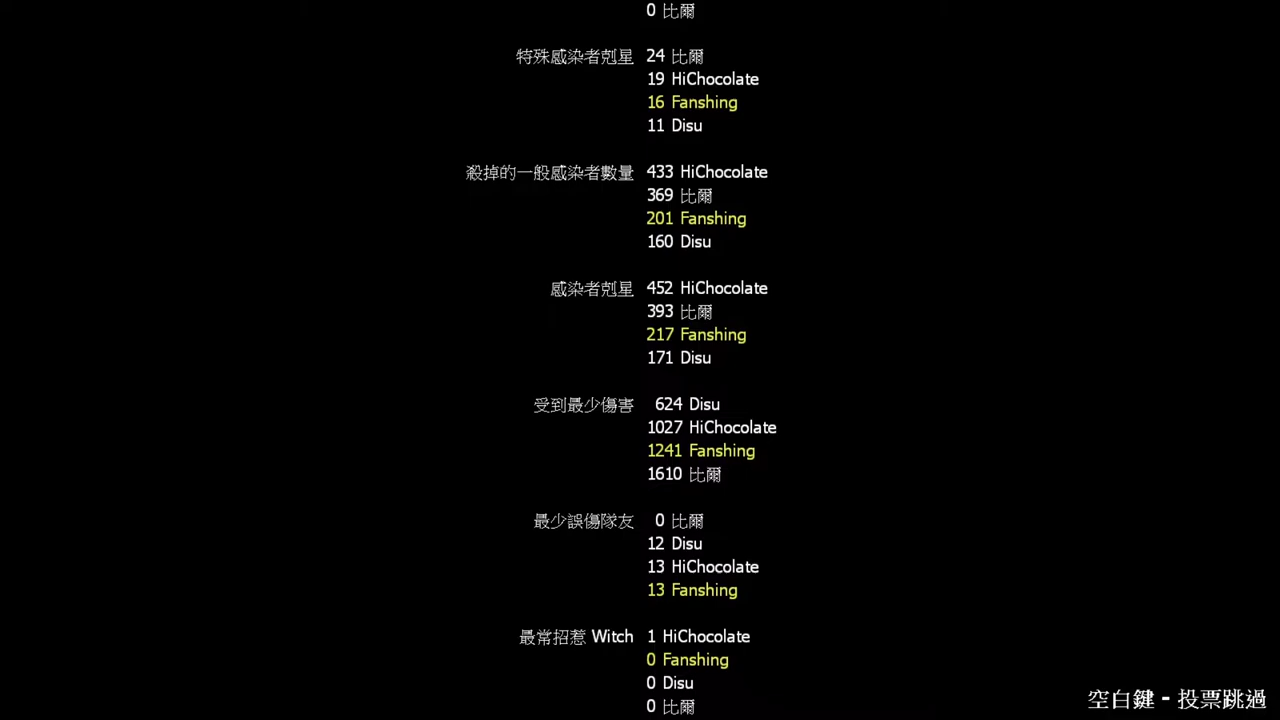 0 比爾
特殊感染者剋星 24 比爾
19 HiChocolate
16 Fanshing
11 Disu
殺掉的一般感染者數量 433 HiChocolate
369 比爾
201 Fanshing
160 Disu
感染者剋星 452 HiChocolate
393 比爾
217 Fanshing
171 Disu
受到最少傷害 624 Disu
1027 HiChocolate
1241 Fanshing
1610 比爾
最少誤傷隊友 0 比爾
12 Disu
13 HiChocolate
13 Fanshing
最常招惹 Witch 1 HiChocolate
0 Fanshing
0 Disu
0 比爾
空白鍵 - 投票跳過